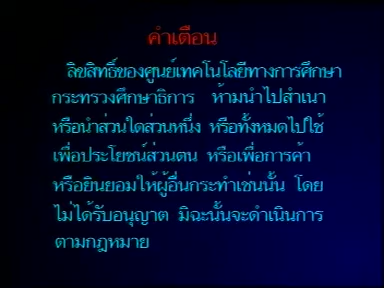 คำเตือน
ลิขสิทธิ์ของศูนย์เทคโนโลยีทางการศึกษา
กระทรวงศึกษาธิการ ห้ามนำไปสำเนา
หรือนำส่วนใดส่วนหนึ่ง หรือทั้งหมดไปใช้
เพื่อประโยชน์ส่วนตน หรือเพื่อการค้า
หรือยินยอมให้ผู้อื่นกระทำเช่นนั้น โดย
ไม่ได้รับอนุญาต มิฉะนั้นจะดำเนินการ
ตามกฎหมาย